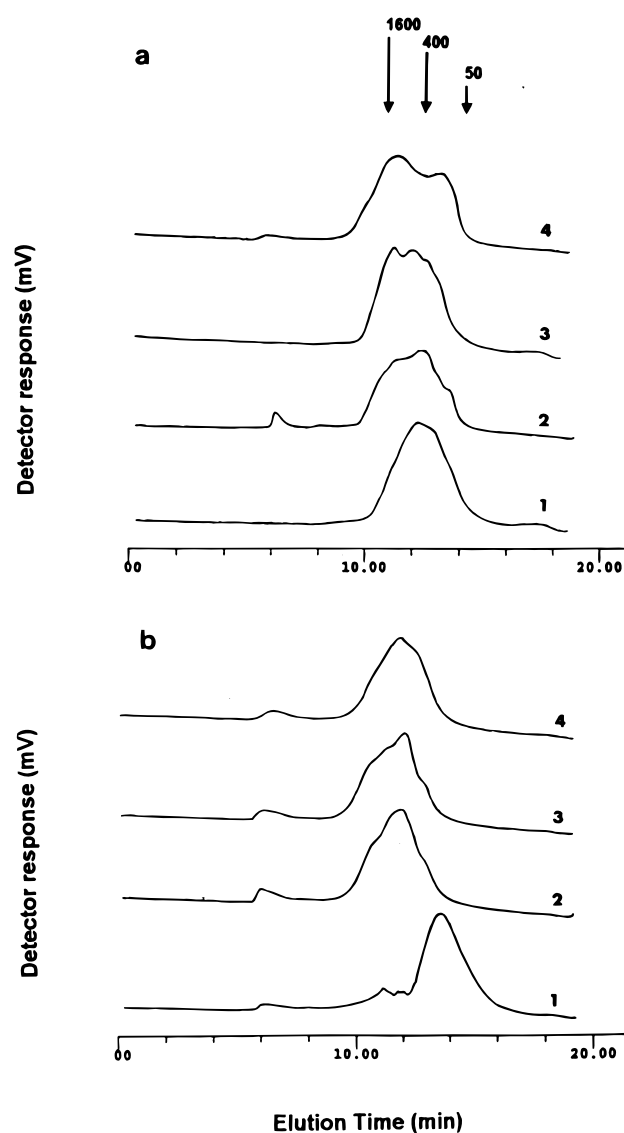 a
1600
400
50
4
3
2
1
Detector response (mV)
00 10.00 20.00
b
4
3
2
1
Detector response (mV)
00 10.00 20.00
Elution Time (min)